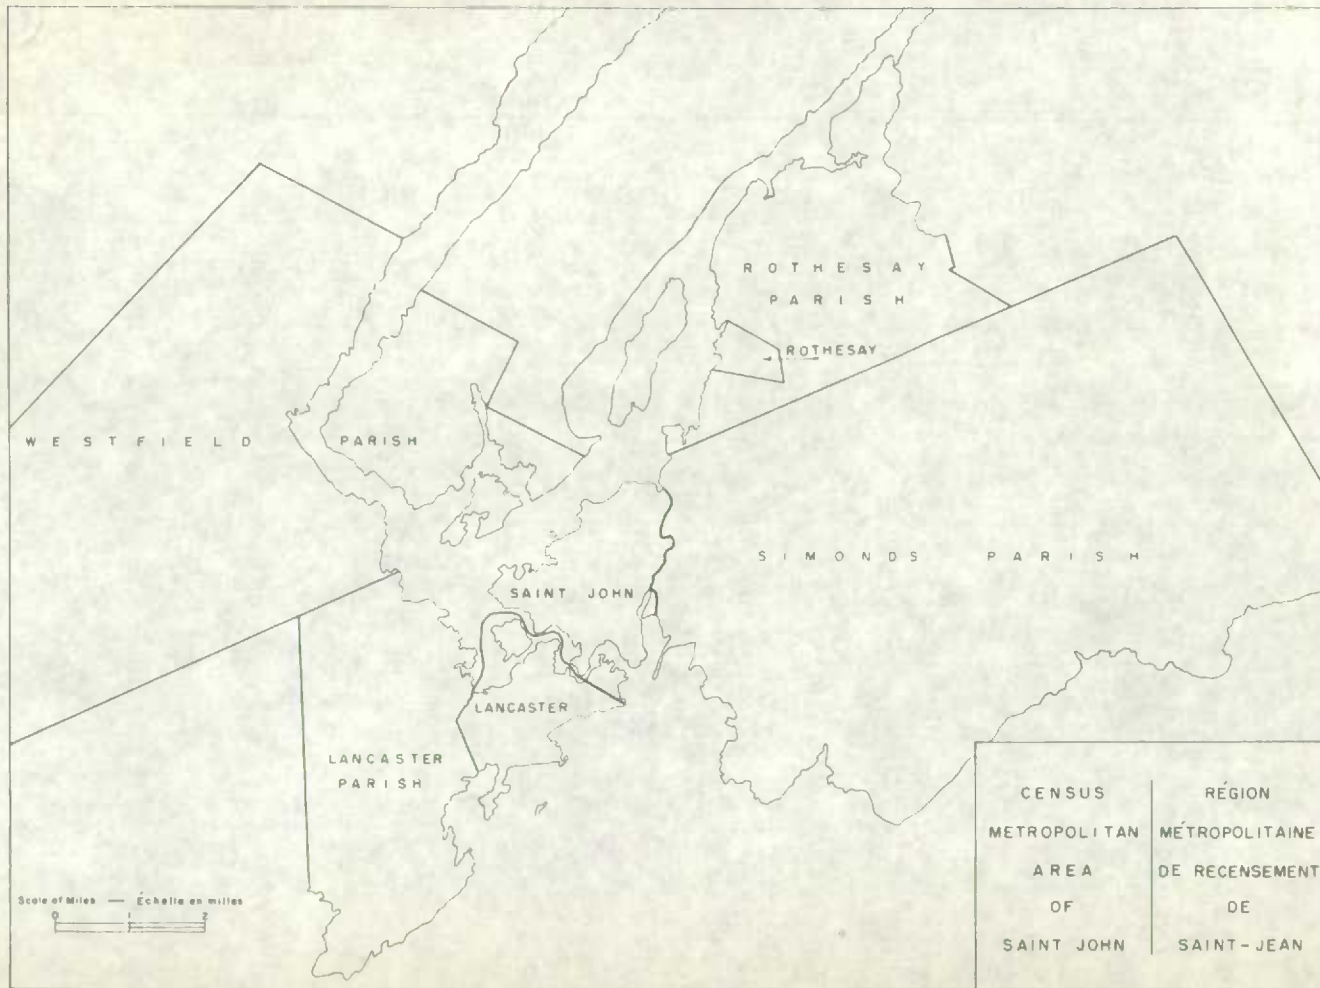 ROTHESAY
PARISH
ROTHESAY
WESTFIELD PARISH
SIMONDS PARISH
SAINT JOHN
LANCASTER
LANCASTER
PARISH
Scale of Miles — Échelle en milles
0 1 2
CENSUS
METROPOLITAN
AREA
OF
SAINT JOHN
RÉGION
MÉTROPOLITAINE
DE RECENSEMENT
DE
SAINT-JEAN